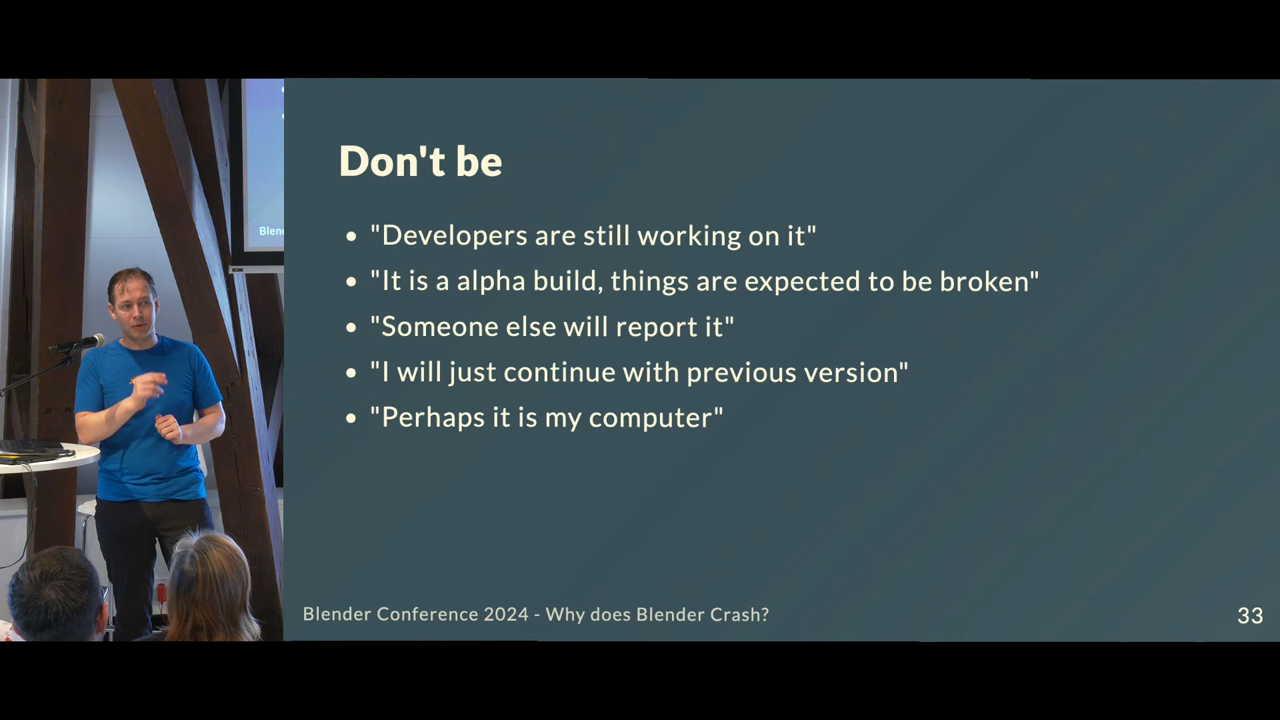 Blen
Don't be
"Developers are still working on it"
"It is a alpha build, things are expected to be broken"
"Someone else will report it"
"I will just continue with previous version"
"Perhaps it is my computer"
Blender Conference 2024 - Why does Blender Crash?
33